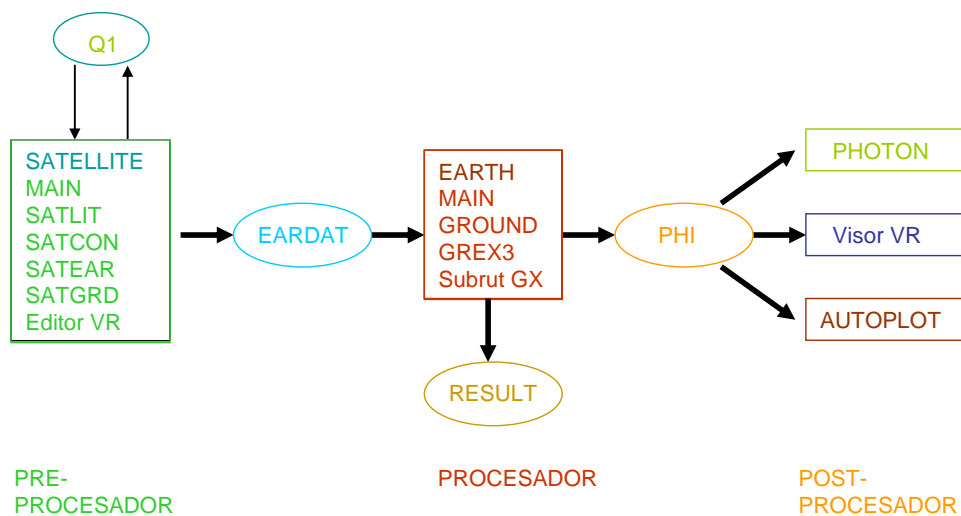 Q1
SATELLITE
MAIN
SATLIT
SATCON
SATEAR
SATGRD
Editor VR
EARDAT
EARTH
MAIN
GROUND
GREX3
Subrut GX
RESULT
PHI
PHOTON
Visor VR
AUTOPLOT
PRE-
PROCESADOR
PROCESADOR
POST-
PROCESADOR